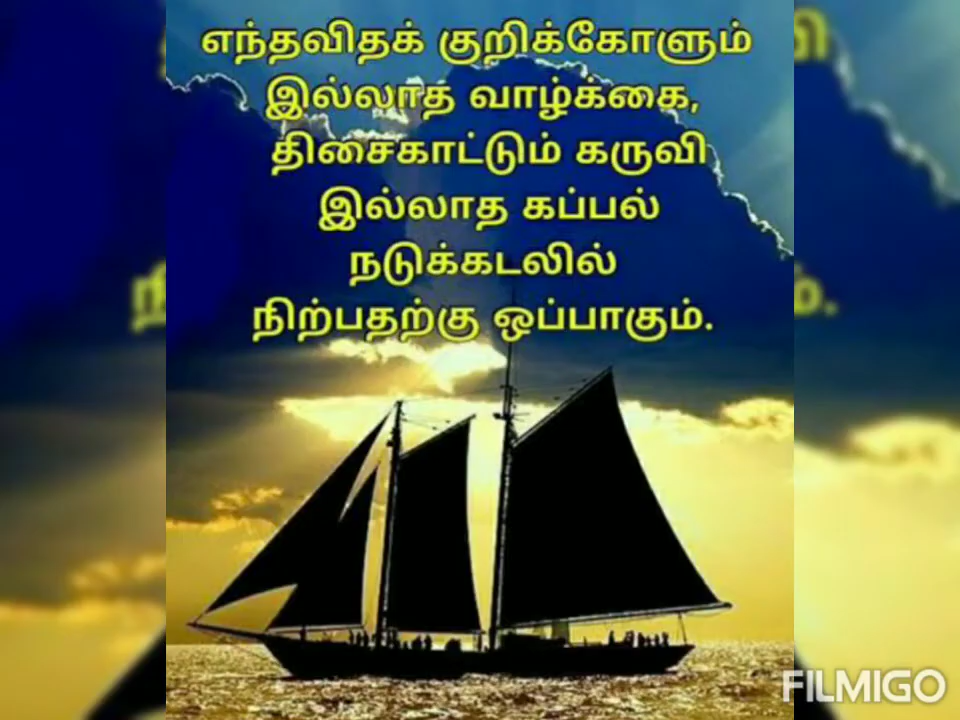 எந்தவிதக் குறிக்கோளும்
இல்லாத வாழ்க்கை,
திசைகாட்டும் கருவி
இல்லாத கப்பல்
நடுக்கடலில்
நிற்பதற்கு ஒப்பாகும்.
FILMIGO